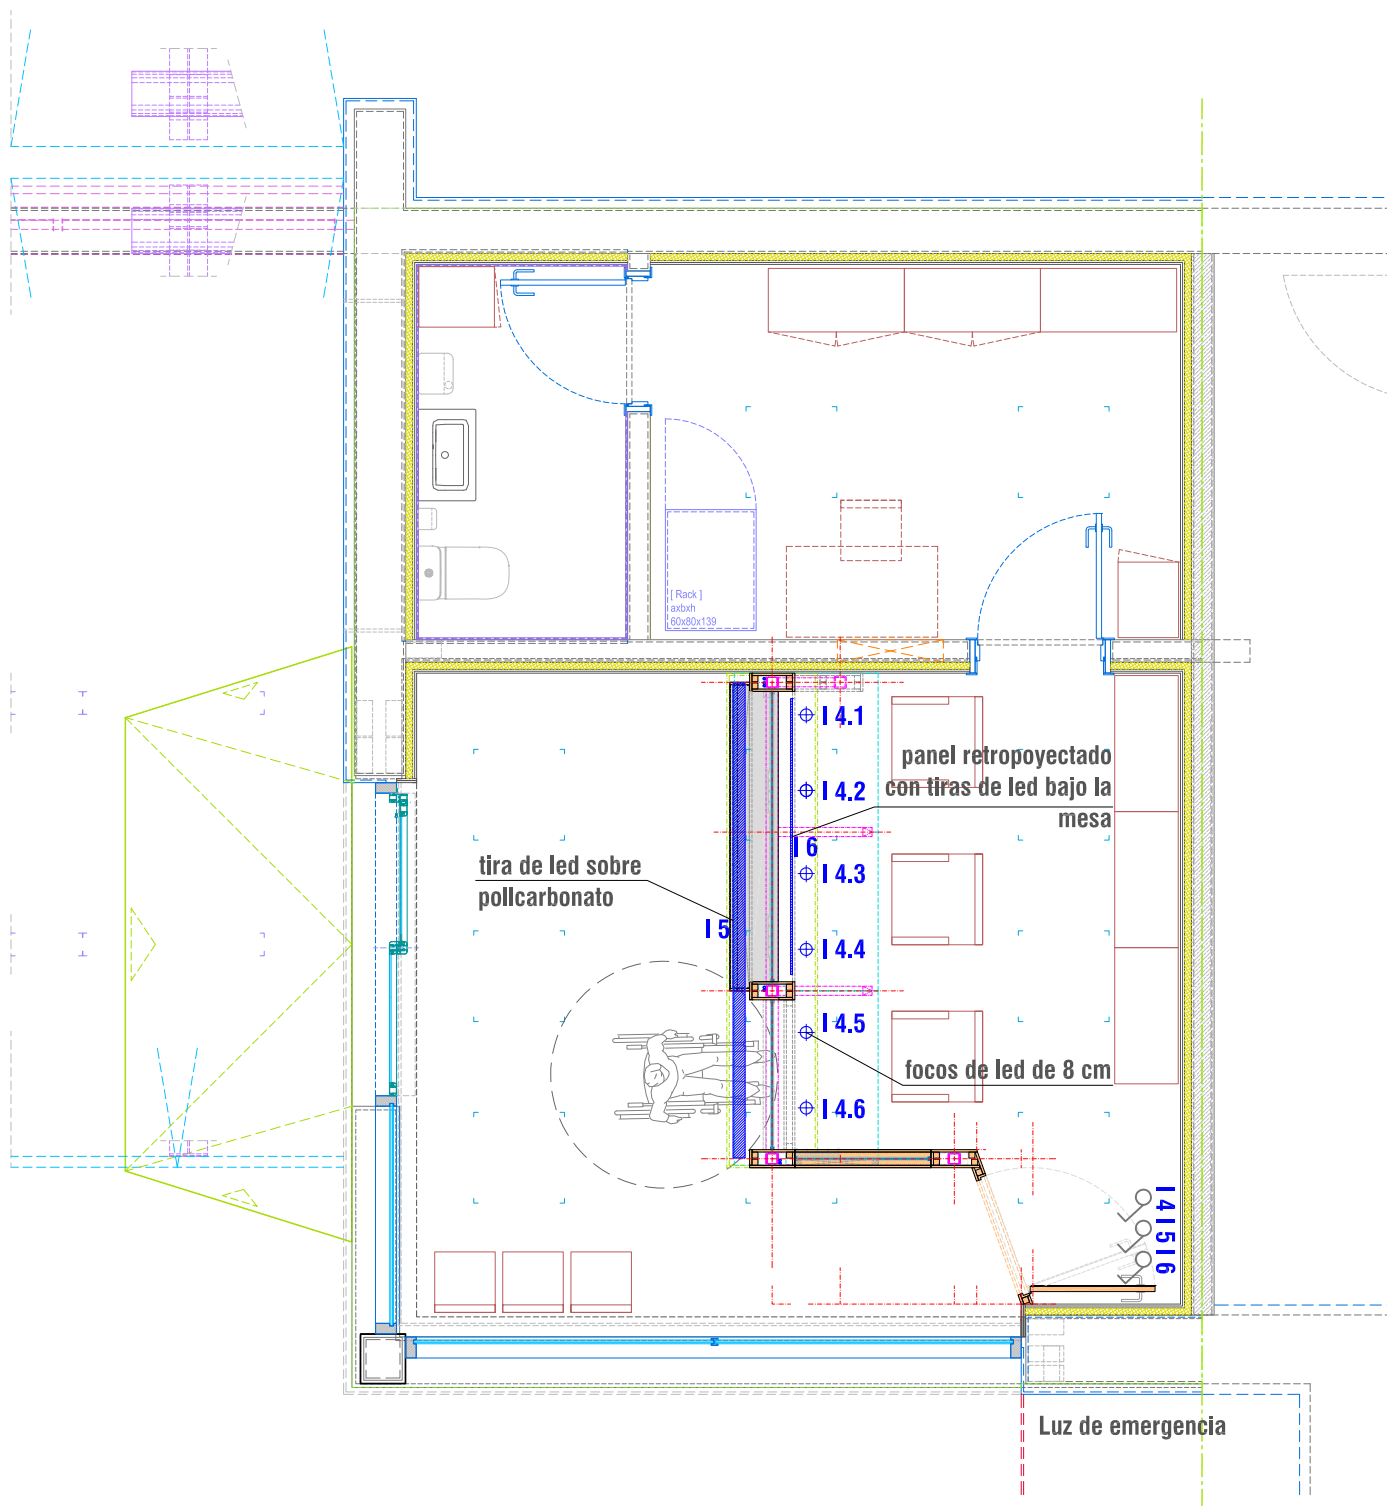 [ Rack ]
axbxh
60x80x139
I 4.1
panel retropoyectado
con tiras de led bajo la
mesa
I 4.2
I 6
tira de led sobre
polIcarbonato
I 4.3
I 5
I 4.4
I 4.5
focos de led de 8 cm
I 4.6
I 4 I 5 I 6
Luz de emergencia